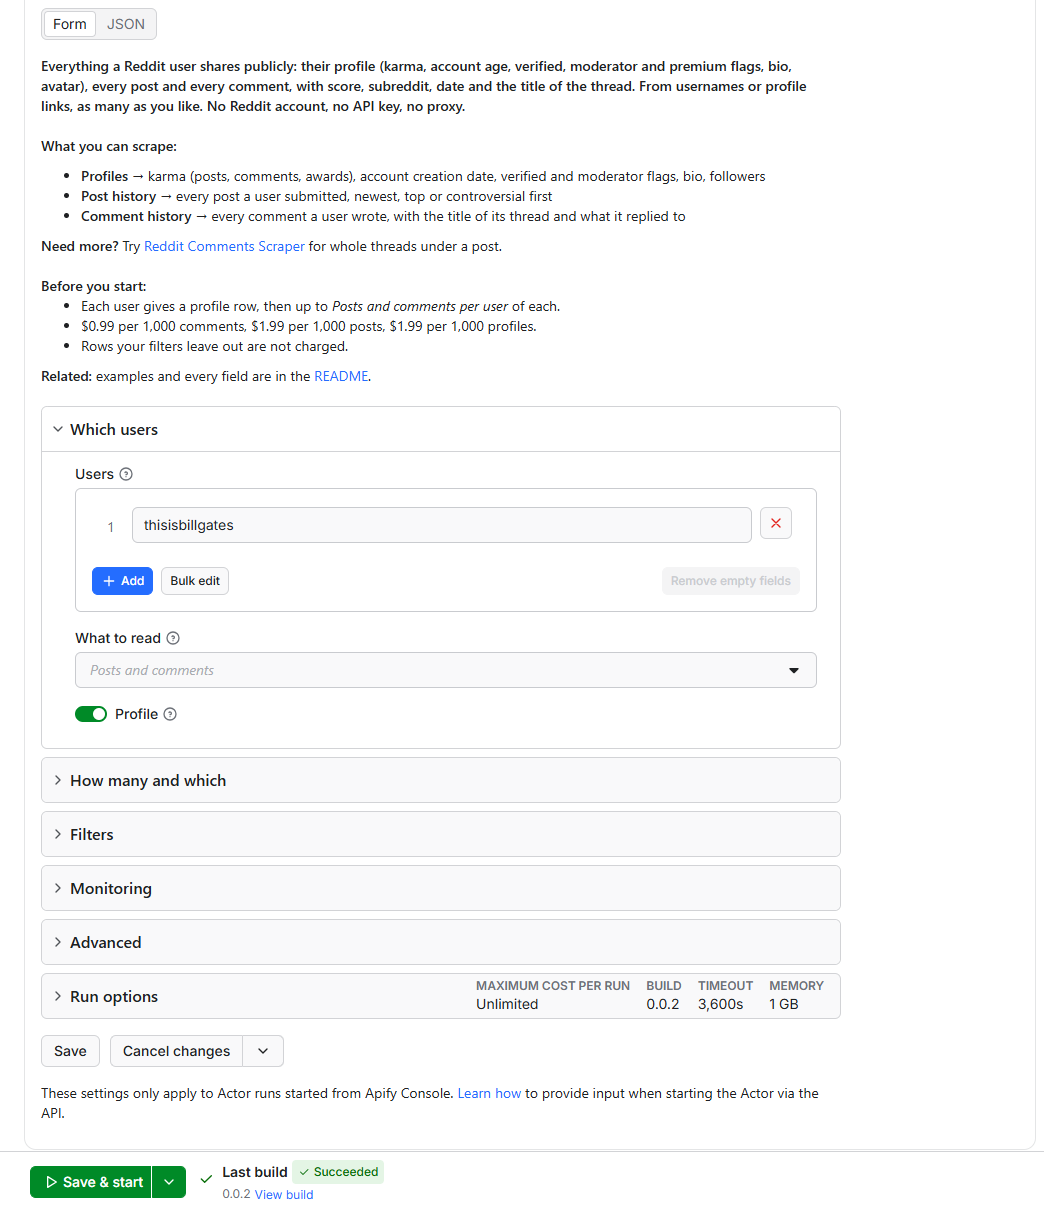 Form JSON
Everything a Reddit user shares publicly: their profile (karma, account age, verified, moderator and premium flags, bio,
avatar), every post and every comment, with score, subreddit, date and the title of the thread. From usernames or profile
links, as many as you like. No Reddit account, no API key, no proxy.
What you can scrape:
• Profiles → karma (posts, comments, awards), account creation date, verified and moderator flags, bio, followers
• Post history → every post a user submitted, newest, top or controversial first
• Comment history → every comment a user wrote, with the title of its thread and what it replied to
Need more? Try Reddit Comments Scraper for whole threads under a post.
Before you start:
• Each user gives a profile row, then up to Posts and comments per user of each.
• $0.99 per 1,000 comments, $1.99 per 1,000 posts, $1.99 per 1,000 profiles.
• Rows your filters leave out are not charged.
Related: examples and every field are in the README.
Which users
Users
1 thisisbillgates
+ Add Bulk edit Remove empty fields
What to read
Posts and comments
Profile
How many and which
Filters
Monitoring
Advanced
Run options
MAXIMUM COST PER RUN BUILD TIMEOUT MEMORY
Unlimited 0.0.2 3,600s 1 GB
Save Cancel changes
These settings only apply to Actor runs started from Apify Console. Learn how to provide input when starting the Actor via the
API.
Save & start
Last build Succeeded
0.0.2 View build